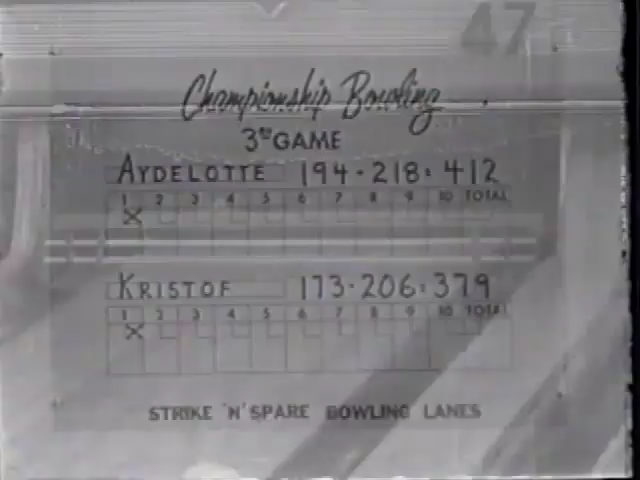 47
Championship Bowling
3RD GAME
AYDELOTTE 194-218=412
1 2 3 4 5 6 7 8 9 10 TOTAL
X
KRISTOF 173-206=379
1 2 3 4 5 6 7 8 9 10 TOTAL
X
STRIKE 'N' SPARE BOWLING LANES